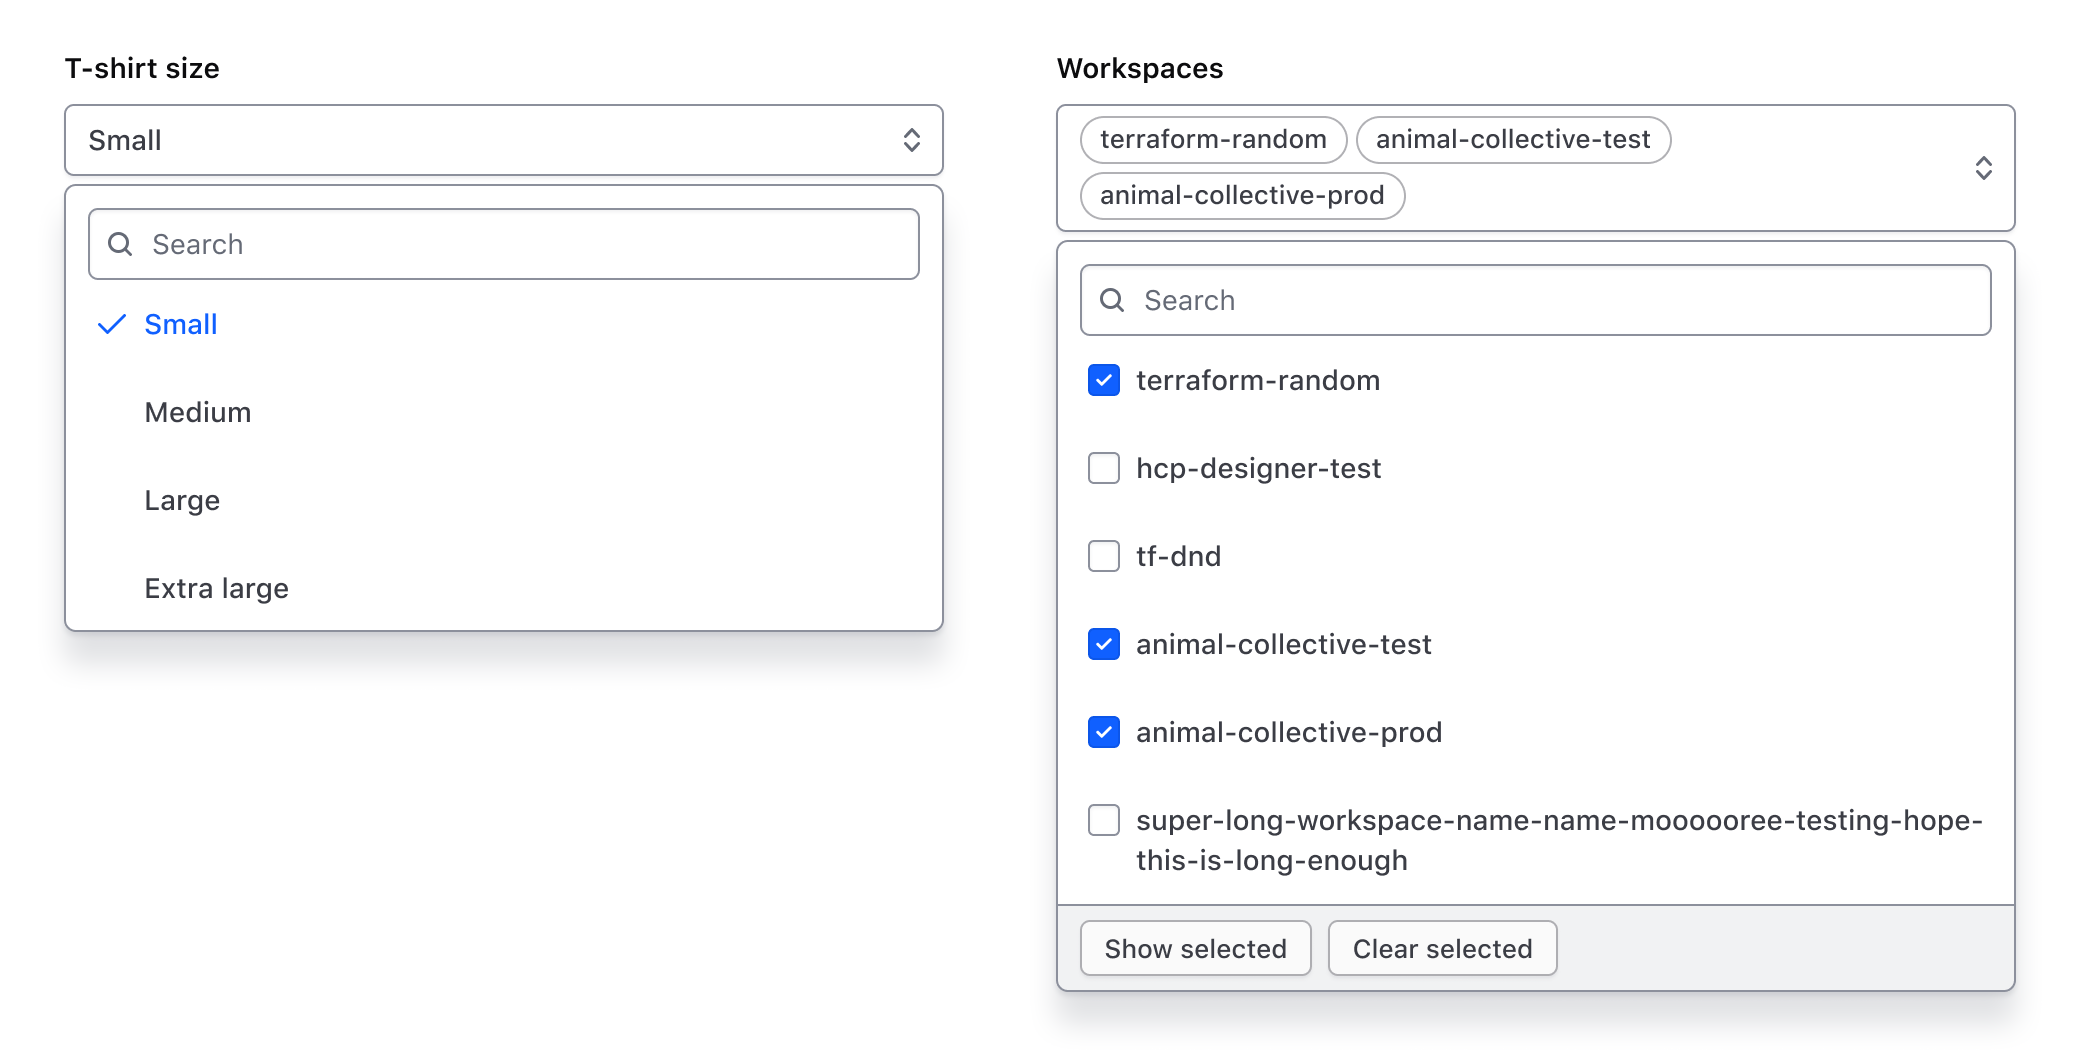 T-shirt size
Small
Search
Small
Medium
Large
Extra large
Workspaces
terraform-random animal-collective-test
animal-collective-prod
Search
terraform-random
hcp-designer-test
tf-dnd
animal-collective-test
animal-collective-prod
super-long-workspace-name-name-moooooree-testing-hope-
this-is-long-enough
Show selected Clear selected